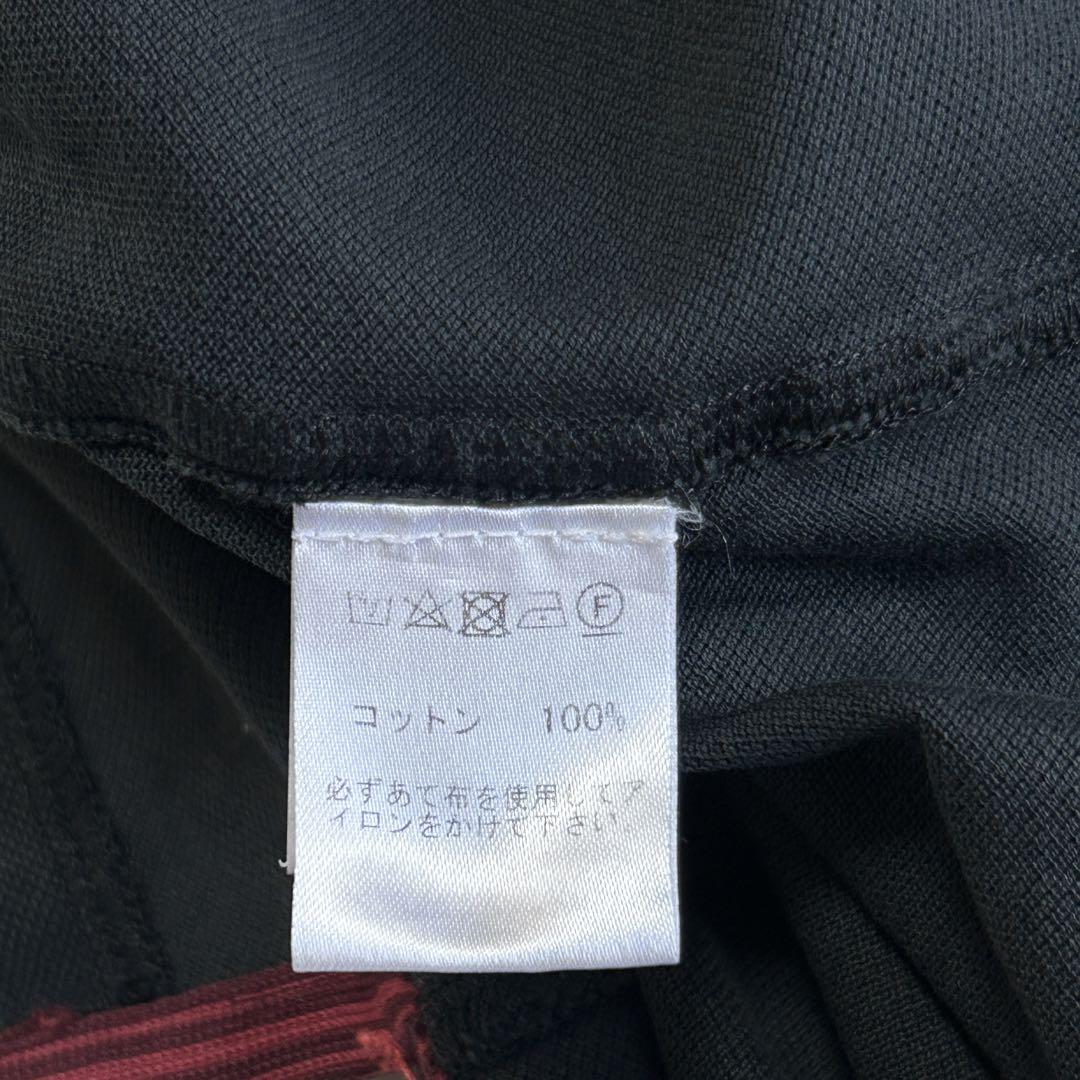 F
コットン 100%
必ずあて布を使用してア
イロンをかけて下さい。